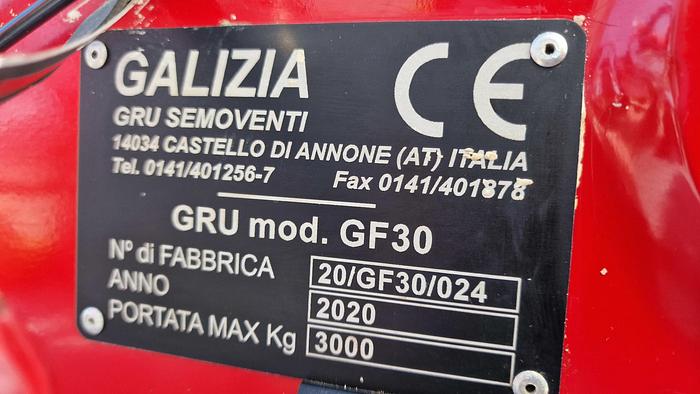 GALIZIA
CE
GRU SEMOVENTI
14034 CASTELLO DI ANNONE (AT) ITALIA
Tel. 0141/401256-7 Fax 0141/401878
GRU mod. GF30
N° di FABBRICA 20/GF30/024
ANNO 2020
PORTATA MAX Kg 3000